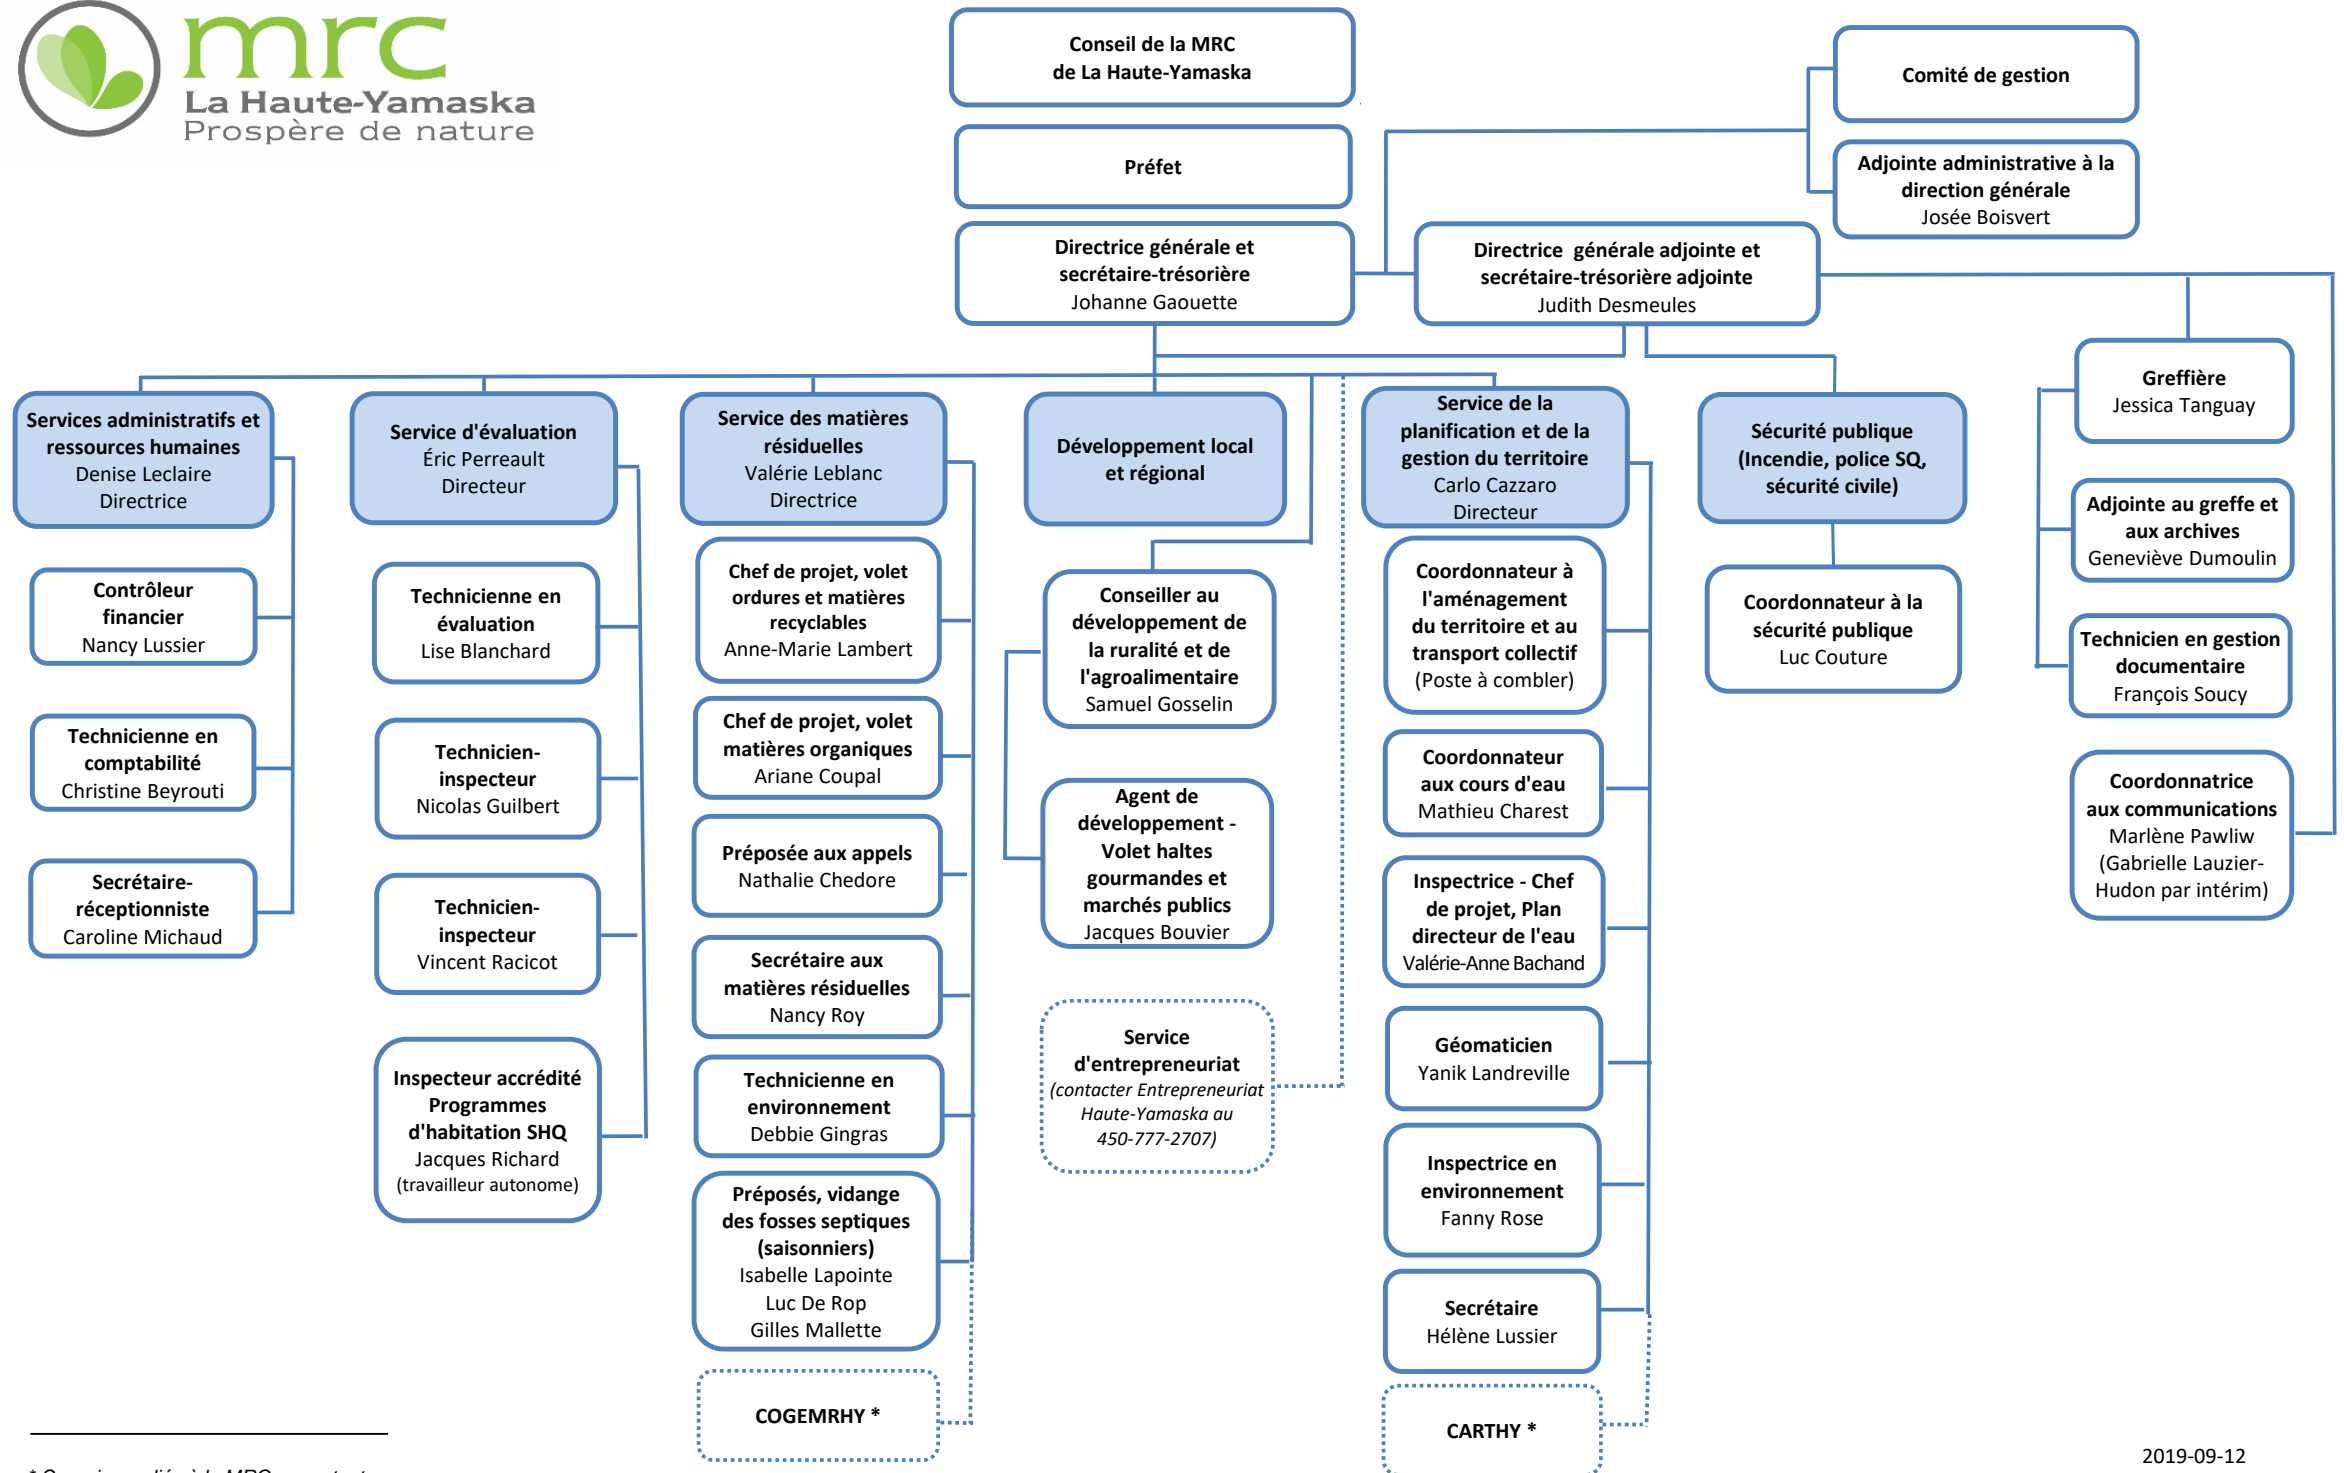 mrc
La Haute-Yamaska
Prospère de nature
Conseil de la MRC
de La Haute-Yamaska
Préfet
Directrice générale et
secrétaire-trésorière
Johanne Gaouette
Directrice générale adjointe et
secrétaire-trésorière adjointe
Judith Desmeules
Comité de gestion
Adjointe administrative à la
direction générale
Josée Boisvert
Services administratifs et
ressources humaines
Denise Leclaire
Directrice
Contrôleur
financier
Nancy Lussier
Technicienne en
comptabilité
Christine Beyrouti
Secrétaire-
réceptionniste
Caroline Michaud
Service d'évaluation
Éric Perreault
Directeur
Technicienne en
évaluation
Lise Blanchard
Technicien-
inspecteur
Nicolas Guilbert
Technicien-
inspecteur
Vincent Racicot
Inspecteur accrédité
Programmes
d'habitation SHQ
Jacques Richard
(travailleur autonome)
Service des matières
résiduelles
Valérie Leblanc
Directrice
Chef de projet, volet
ordures et matières
recyclables
Anne-Marie Lambert
Chef de projet, volet
matières organiques
Ariane Coupal
Préposée aux appels
Nathalie Chedore
Secrétaire aux
matières résiduelles
Nancy Roy
Technicienne en
environnement
Debbie Gingras
Préposés, vidange
des fosses septiques
(saisonniers)
Isabelle Lapointe
Luc De Rop
Gilles Mallette
COGEMRHY *
Développement local
et régional
Conseiller au
développement de
la ruralité et de
l'agroalimentaire
Samuel Gosselin
Agent de
développement -
Volet haltes
gourmandes et
marchés publics
Jacques Bouvier
Service
d'entrepreneuriat
(contacter Entrepreneuriat
Haute-Yamaska au
450-777-2707)
Service de la
planification et de la
gestion du territoire
Carlo Cazzaro
Directeur
Coordonnateur à
l'aménagement
du territoire et au
transport collectif
(Poste à combler)
Coordonnateur
aux cours d'eau
Mathieu Charest
Inspectrice - Chef
de projet, Plan
directeur de l'eau
Valérie-Anne Bachand
Géomaticien
Yanik Landreville
Inspectrice en
environnement
Fanny Rose
Secrétaire
Hélène Lussier
CARTHY *
Sécurité publique
(Incendie, police SQ,
sécurité civile)
Coordonnateur à la
sécurité publique
Luc Couture
Greffière
Jessica Tanguay
Adjointe au greffe et
aux archives
Geneviève Dumoulin
Technicien en gestion
documentaire
François Soucy
Coordonnatrice
aux communications
Marlène Pawliw
(Gabrielle Lauzier-
Hudon par intérim)
2019-09-12